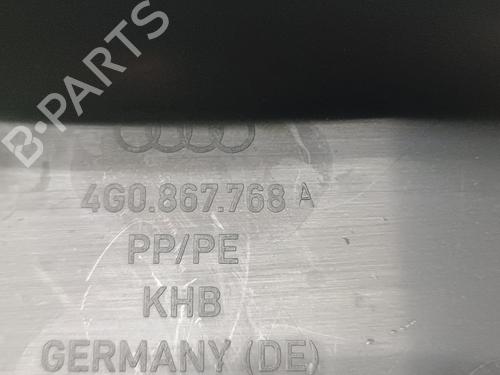 B-PARTS
4G0.867.768 A
PP/PE
KHB
GERMANY (DE)